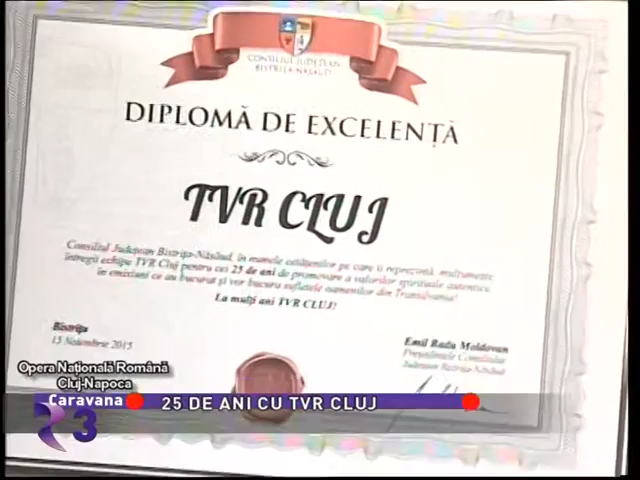 CONSILIUL JUDEȚEAN
BISTRIȚA-NĂSĂUD
DIPLOMĂ DE EXCELENȚĂ
TVR CLUJ
Consiliul Județean Bistrița-Năsăud, în numele cetățenilor pe care îi reprezintă, mulțumește
întregii echipe TVR Cluj pentru cei 25 de ani de promovare a valorilor spirituale autentice,
în emisiuni ce au bucurat și vor bucura sufletele oamenilor din Transilvania!
La mulți ani TVR CLUJ!
Bistrița
15 Noiembrie 2015
Emil Radu Moldovan
Președintele Consiliului
Județean Bistrița-Năsăud
Opera Națională Română
Cluj-Napoca
Caravana
25 DE ANI CU TVR CLUJ
3